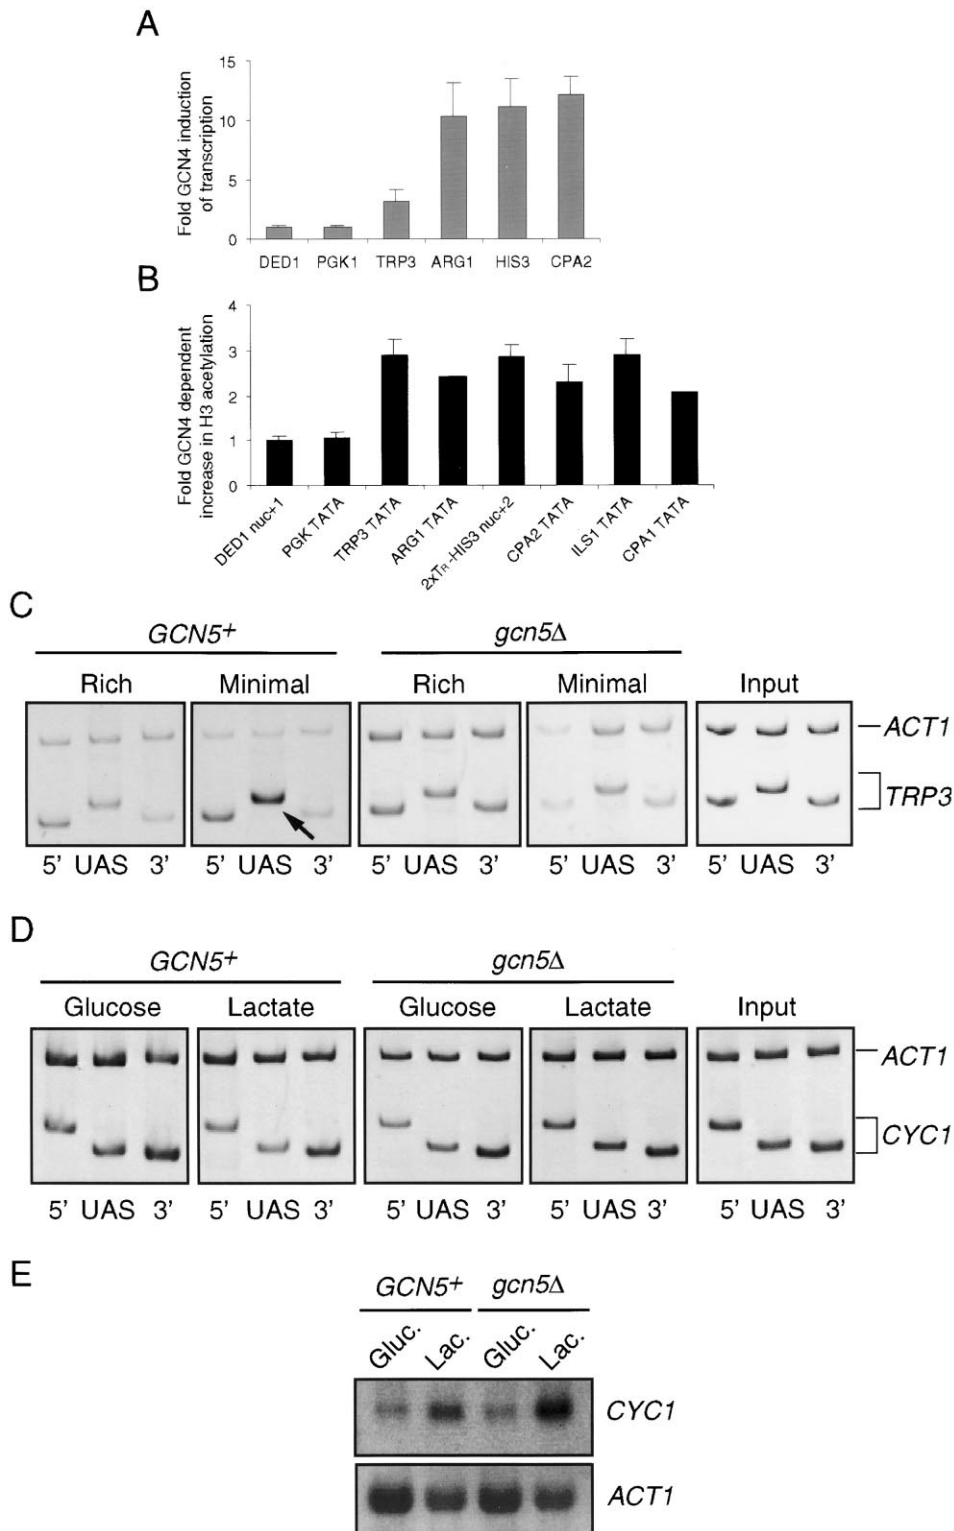 A
Fold GCN4 induction
of transcription
15
10
5
0
DED1 PGK1 TRP3 ARG1 HIS3 CPA2
B
Fold GCN4 dependent
increase in H3 acetylation
4
3
2
1
0
DED1 nuc+1
PGK TATA
TRP3 TATA
ARG1 TATA
2xTR-HIS3 nuc+2
CPA2 TATA
ILS1 TATA
CPA1 TATA
C
GCN5+ gcn5Δ
Rich Minimal Rich Minimal Input
ACT1
TRP3
5' UAS 3' 5' UAS 3' 5' UAS 3' 5' UAS 3' 5' UAS 3'
D
GCN5+ gcn5Δ
Glucose Lactate Glucose Lactate Input
ACT1
CYC1
5' UAS 3' 5' UAS 3' 5' UAS 3' 5' UAS 3' 5' UAS 3'
E
GCN5+ gcn5Δ
Gluc. Lac. Gluc. Lac.
CYC1
ACT1